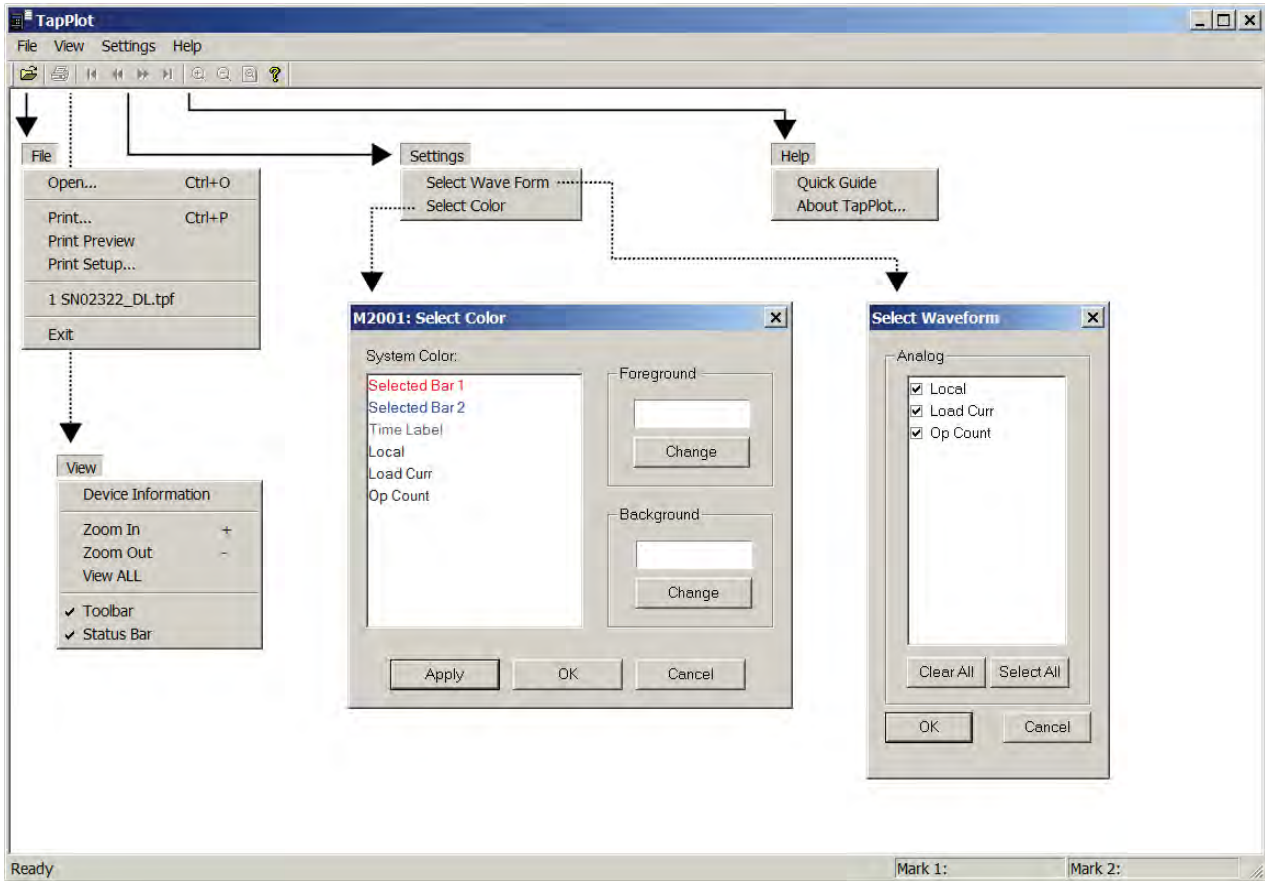 TapPlot
File View Settings Help
File
Open... Ctrl+O
Print... Ctrl+P
Print Preview
Print Setup...
1 SN02322_DL.tpf
Exit
View
Device Information
Zoom In +
Zoom Out -
View ALL
Toolbar
Status Bar
Settings
Select Wave Form
Select Color
Help
Quick Guide
About TapPlot...
M2001: Select Color
System Color:
Selected Bar 1
Selected Bar 2
Time Label
Local
Load Curr
Op Count
Foreground
Change
Background
Change
Apply OK Cancel
Select Waveform
Analog
Local
Load Curr
Op Count
Clear All Select All
OK Cancel
Ready Mark 1: Mark 2: